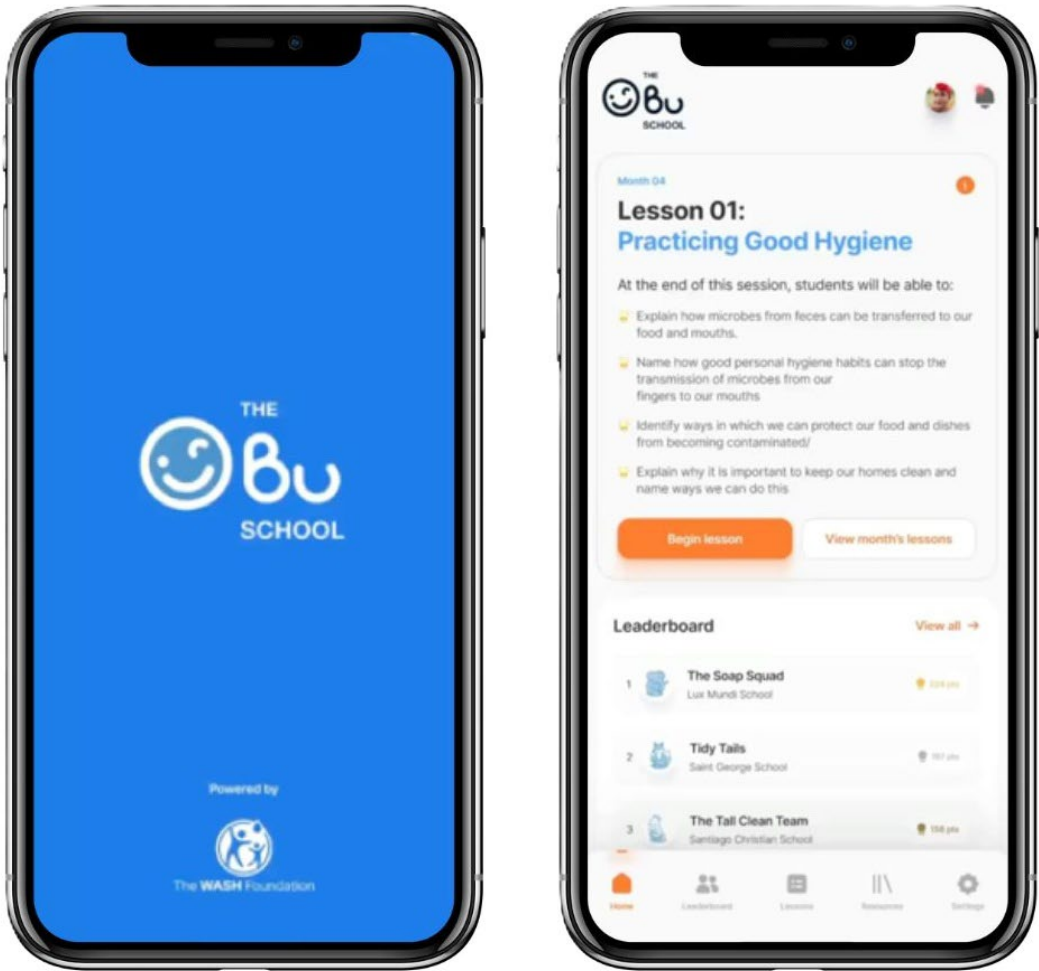 THE
Bu
SCHOOL
Powered by
The WASH Foundation
THE
Bu
SCHOOL
Month 04
1
Lesson 01:
Practicing Good Hygiene
At the end of this session, students will be able to:
Explain how microbes from feces can be transferred to our
food and mouths.
Name how good personal hygiene habits can stop the
transmission of microbes from our
fingers to our mouths
Identify ways in which we can protect our food and dishes
from becoming contaminated/
Explain why it is important to keep our homes clean and
name ways we can do this
Begin lesson
View month's lessons
Leaderboard
View all →
1
The Soap Squad
Lux Mundi School
pts
2
Tidy Tails
Saint George School
pts
3
The Tall Clean Team
Santiago Christian School
pts
Home
Leaderboard
Lessons
Resources
Settings